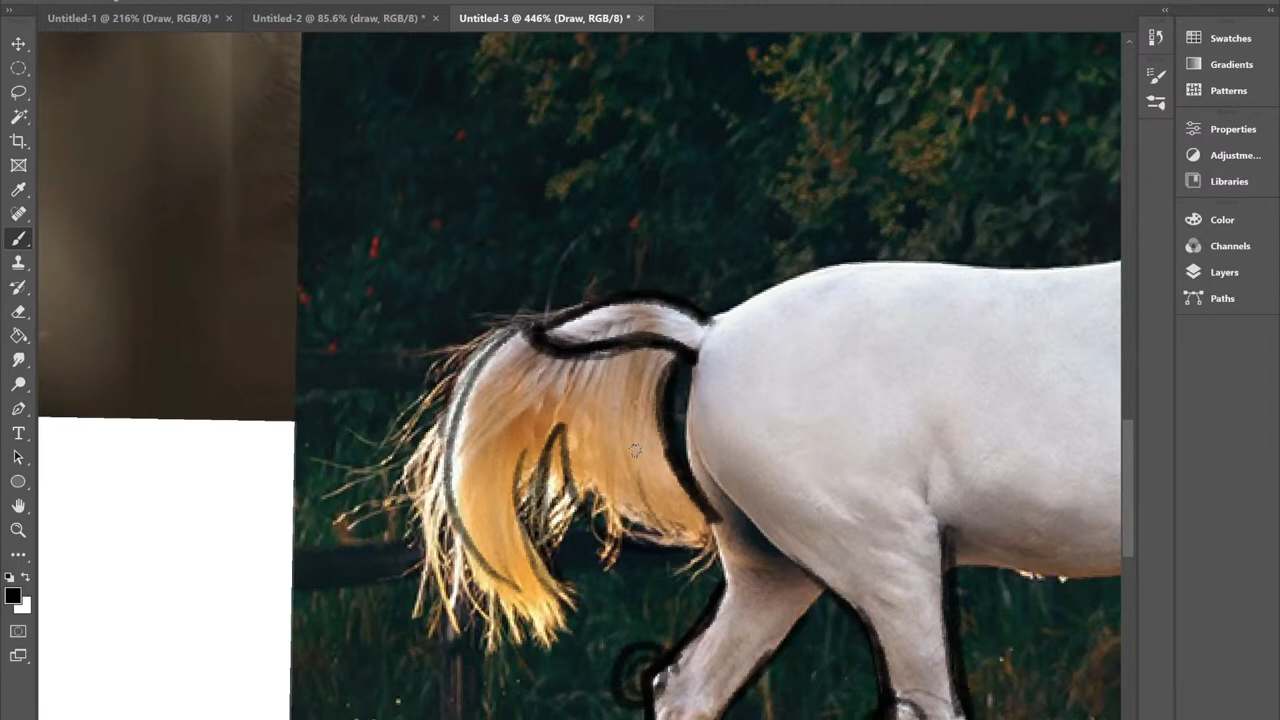 Untitled-1 @ 216% (Draw, RGB/8) *
Untitled-2 @ 85.6% (draw, RGB/8) *
Untitled-3 @ 446% (Draw, RGB/8) *
Swatches
Gradients
Patterns
Properties
Adjustme...
Libraries
Color
Channels
Layers
Paths